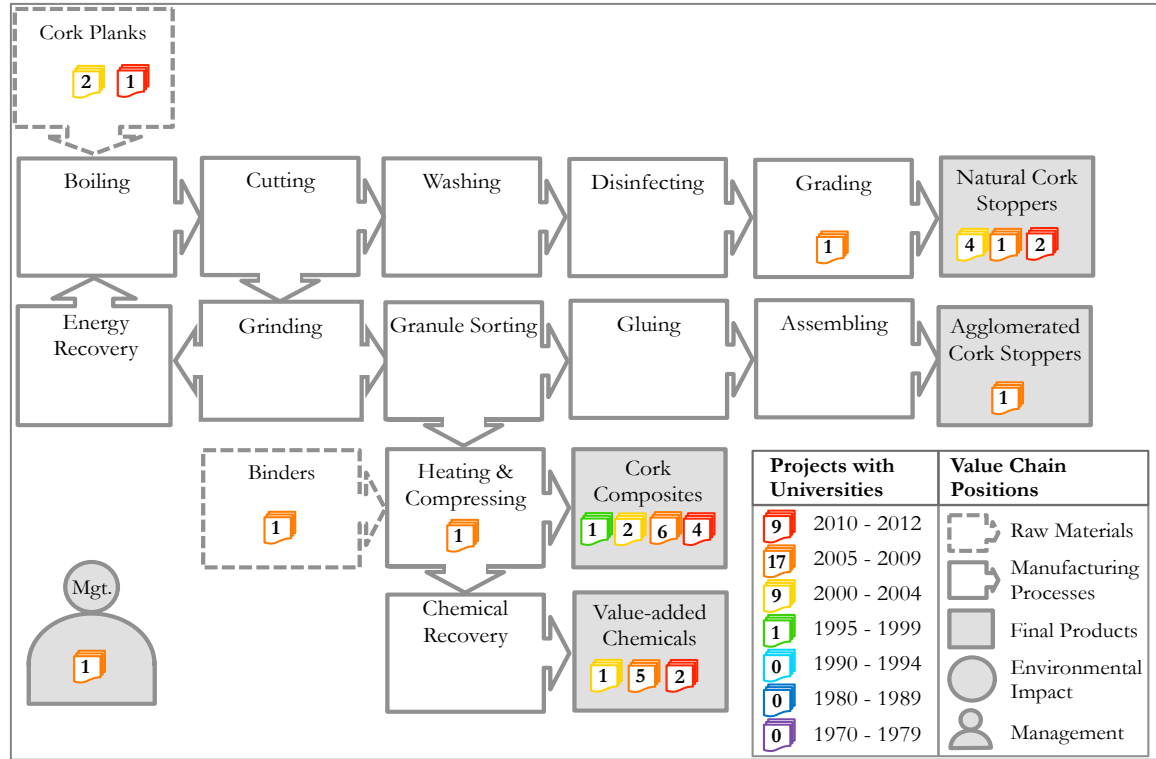 Cork Planks
2 1
Boiling
Cutting
Washing
Disinfecting
Grading
1
Natural Cork
Stoppers
4 1 2
Energy
Recovery
Grinding
Granule Sorting
Gluing
Assembling
Agglomerated
Cork Stoppers
1
Binders
1
Heating &
Compressing
1
Cork
Composites
1 2 6 4
Mgt.
1
Chemical
Recovery
Value-added
Chemicals
1 5 2
Projects with
Universities
9 2010 - 2012
17 2005 - 2009
9 2000 - 2004
1 1995 - 1999
0 1990 - 1994
0 1980 - 1989
0 1970 - 1979
Value Chain
Positions
Raw Materials
Manufacturing
Processes
Final Products
Environmental
Impact
Management